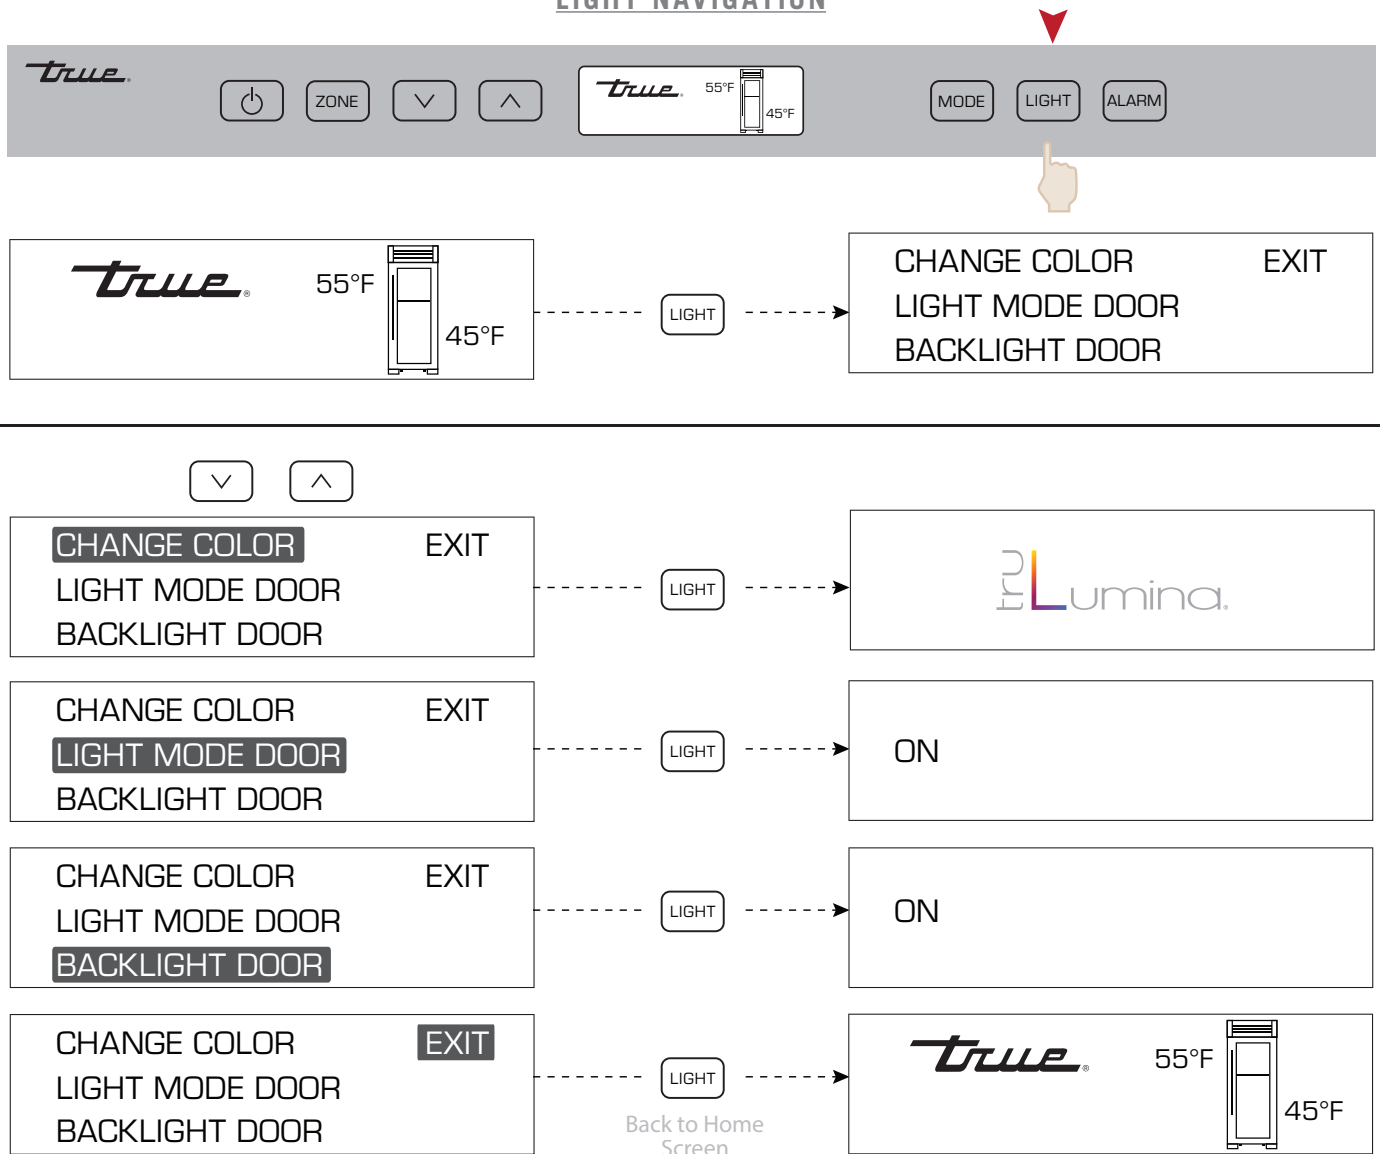 LIGHT NAVIGATION
true®
ZONE
true® 55°F
45°F
MODE LIGHT ALARM
true® 55°F
45°F
LIGHT
CHANGE COLOR EXIT
LIGHT MODE DOOR
BACKLIGHT DOOR
CHANGE COLOR EXIT
LIGHT MODE DOOR
BACKLIGHT DOOR
LIGHT
tru Lumina®
CHANGE COLOR EXIT
LIGHT MODE DOOR
BACKLIGHT DOOR
LIGHT
ON
CHANGE COLOR EXIT
LIGHT MODE DOOR
BACKLIGHT DOOR
LIGHT
ON
CHANGE COLOR EXIT
LIGHT MODE DOOR
BACKLIGHT DOOR
LIGHT
Back to Home
Screen
true® 55°F
45°F